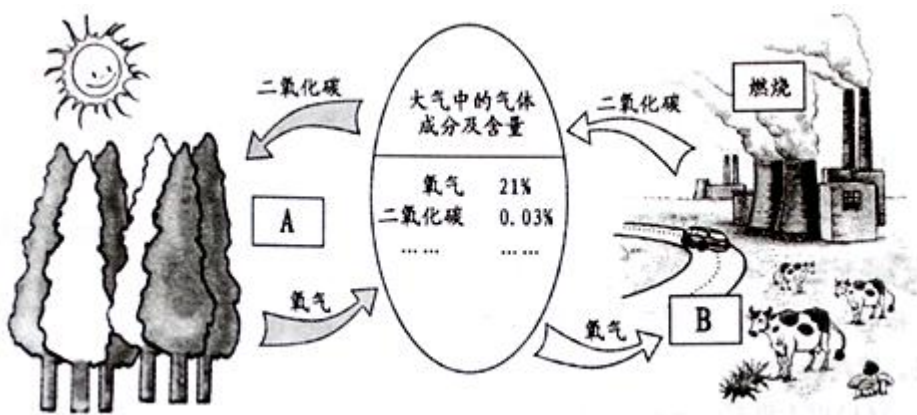 二氧化碳
大气中的气体
成分及含量
二氧化碳
燃烧
氧气 21%
二氧化碳 0.03%
…… ……
A
氧气
氧气
B